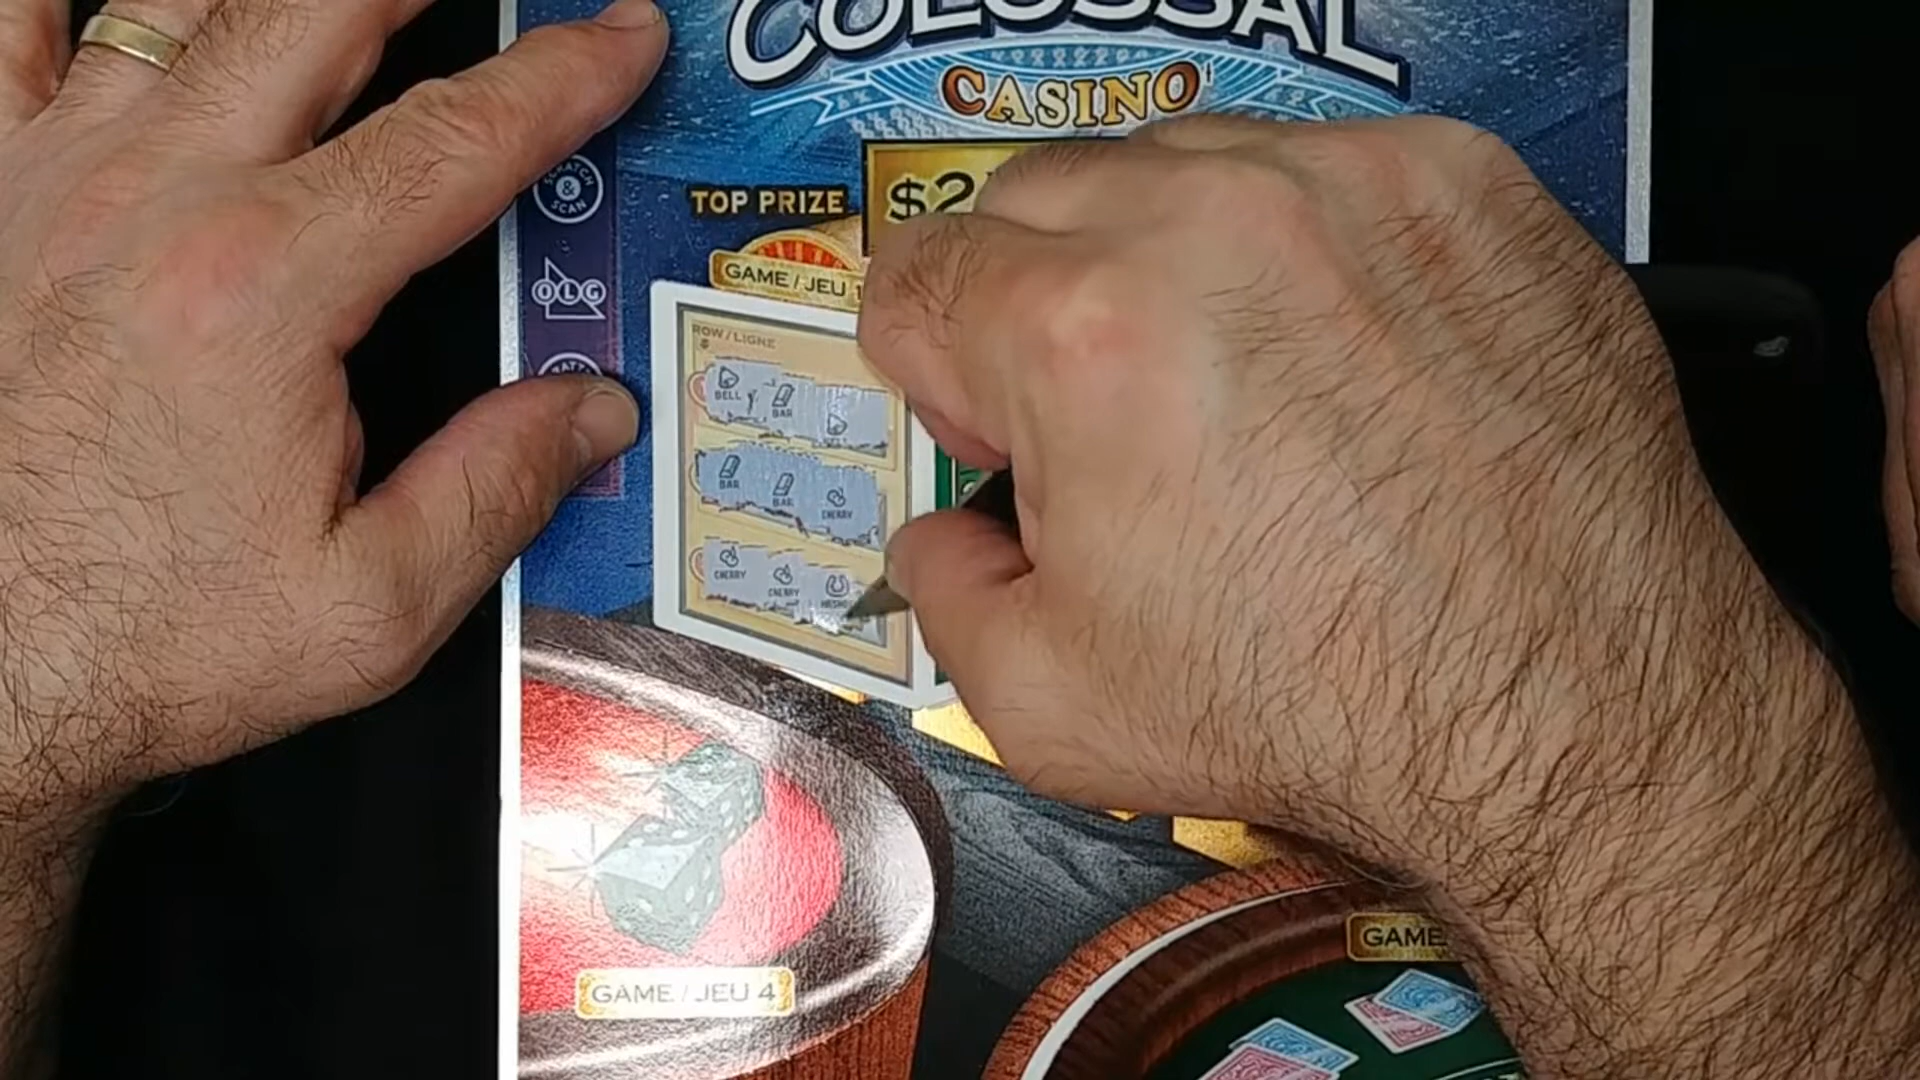 COLOSSAL
CASINO
SCRATCH & SCAN
TOP PRIZE
$2
OLG
GAME / JEU 1
ROW / LIGNE
BELL BAR
BAR BAR CHERRY
CHERRY CHERRY
GAME / JEU 4
GAME